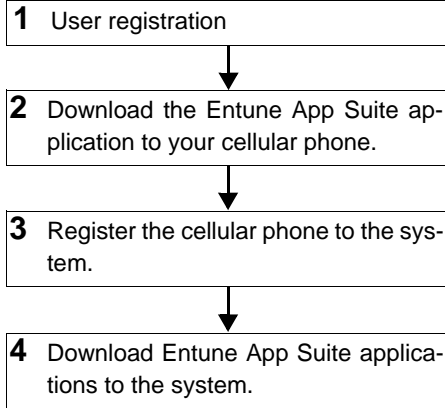 1 User registration
2 Download the Entune App Suite ap-
plication to your cellular phone.
3 Register the cellular phone to the sys-
tem.
4 Download Entune App Suite applica-
tions to the system.